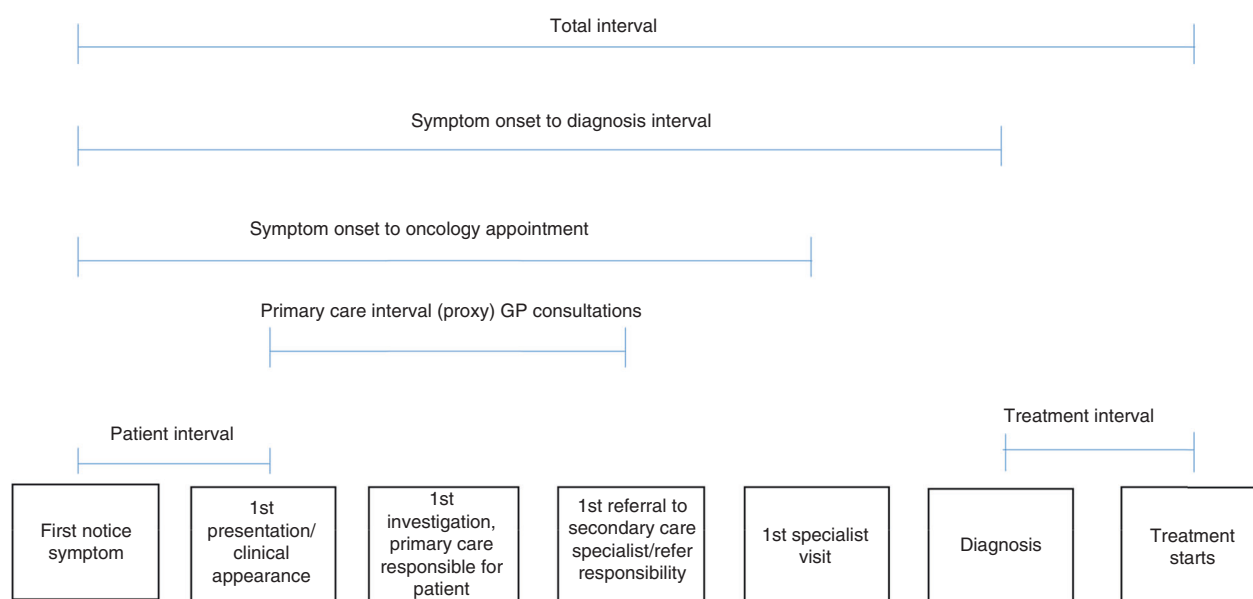 Total interval
Symptom onset to diagnosis interval
Symptom onset to oncology appointment
Primary care interval (proxy) GP consultations
Patient interval
Treatment interval
First notice
symptom
1st
presentation/
clinical
appearance
1st
investigation,
primary care
responsible for
patient
1st referral to
secondary care
specialist/refer
responsibility
1st specialist
visit
Diagnosis
Treatment
starts